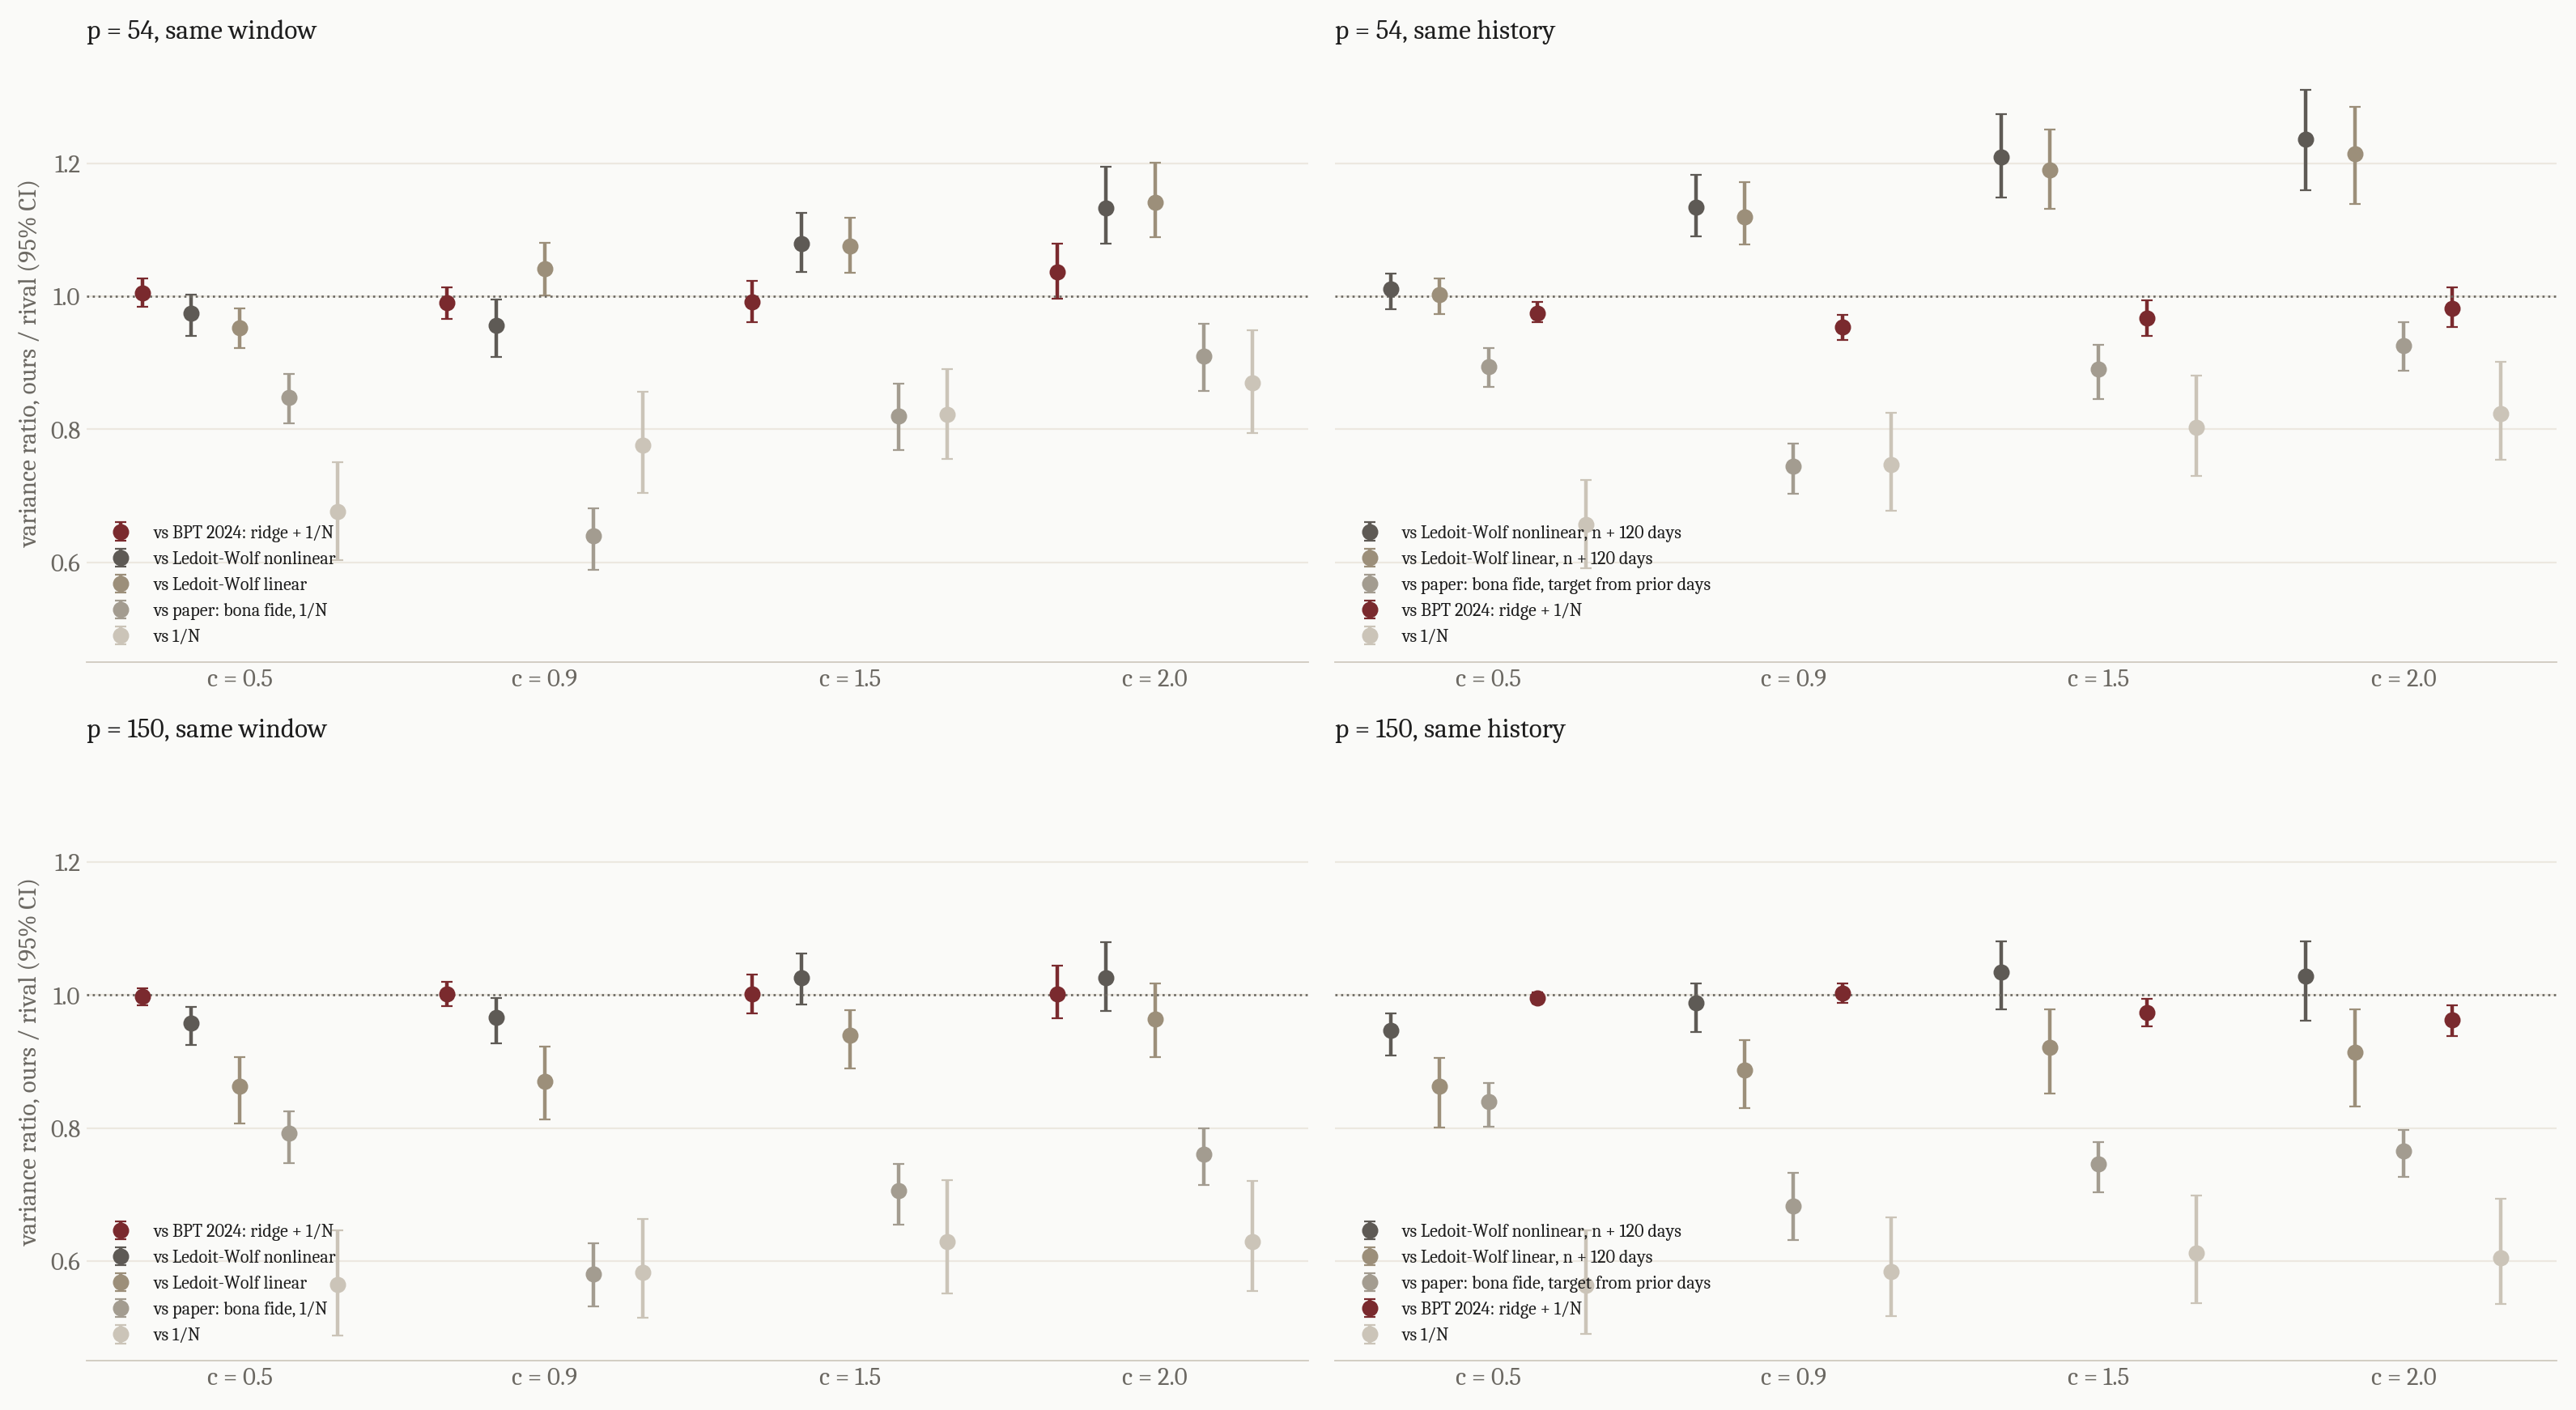 p = 54, same window
variance ratio, ours / rival (95% CI)
1.2
1.0
0.8
0.6
vs BPT 2024: ridge + 1/N
vs Ledoit-Wolf nonlinear
vs Ledoit-Wolf linear
vs paper: bona fide, 1/N
vs 1/N
c = 0.5
c = 0.9
c = 1.5
c = 2.0
p = 54, same history
vs Ledoit-Wolf nonlinear, n + 120 days
vs Ledoit-Wolf linear, n + 120 days
vs paper: bona fide, target from prior days
vs BPT 2024: ridge + 1/N
vs 1/N
c = 0.5
c = 0.9
c = 1.5
c = 2.0
p = 150, same window
variance ratio, ours / rival (95% CI)
1.2
1.0
0.8
0.6
vs BPT 2024: ridge + 1/N
vs Ledoit-Wolf nonlinear
vs Ledoit-Wolf linear
vs paper: bona fide, 1/N
vs 1/N
c = 0.5
c = 0.9
c = 1.5
c = 2.0
p = 150, same history
vs Ledoit-Wolf nonlinear, n + 120 days
vs Ledoit-Wolf linear, n + 120 days
vs paper: bona fide, target from prior days
vs BPT 2024: ridge + 1/N
vs 1/N
c = 0.5
c = 0.9
c = 1.5
c = 2.0